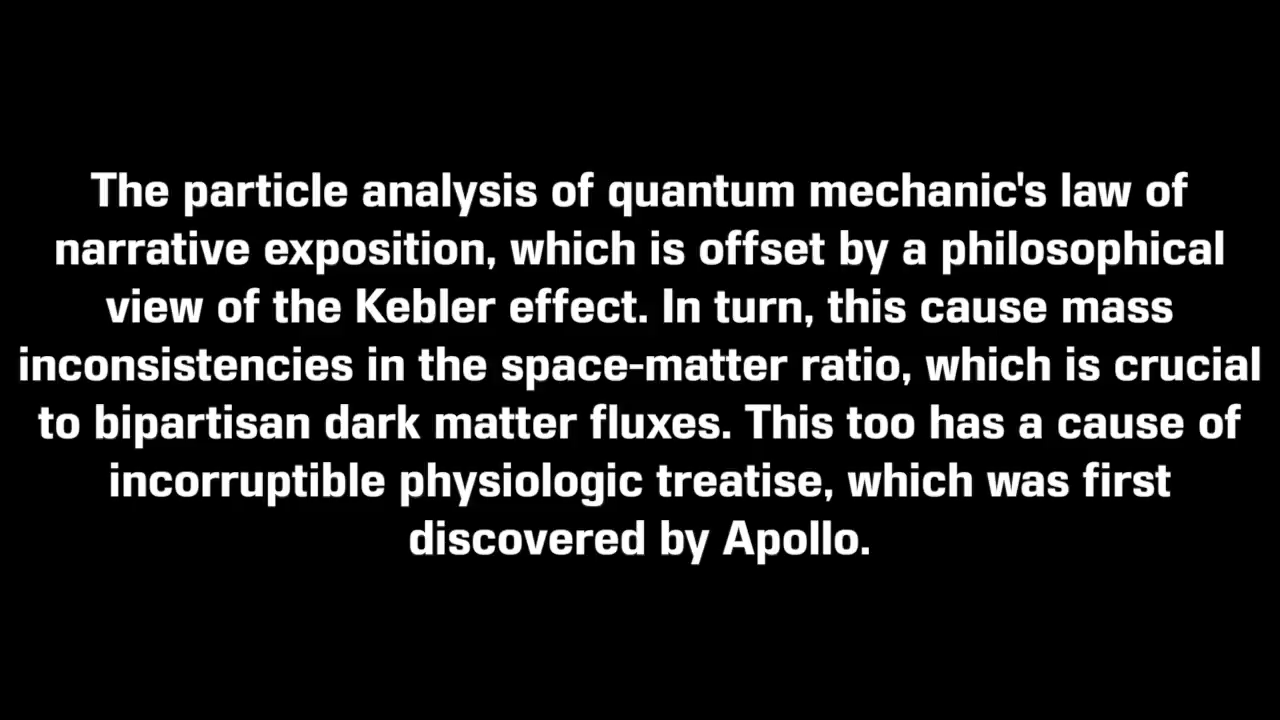 The particle analysis of quantum mechanic's law of
narrative exposition, which is offset by a philosophical
view of the Kebler effect. In turn, this cause mass
inconsistencies in the space-matter ratio, which is crucial
to bipartisan dark matter fluxes. This too has a cause of
incorruptible physiologic treatise, which was first
discovered by Apollo.